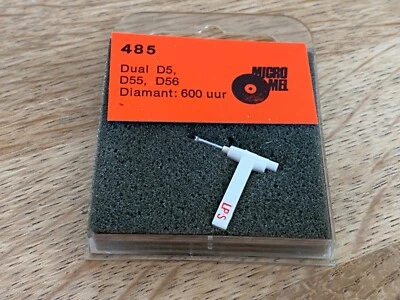 485
Dual D5,
D55, D56
Diamant: 600 uur
MICRO
MEL
LPS